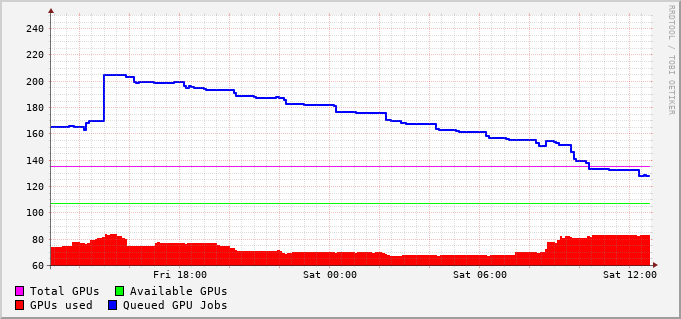 RRDTOOL / TOBI OETIKER
240
220
200
180
160
140
120
100
80
60
Fri 18:00 Sat 00:00 Sat 06:00 Sat 12:00
Total GPUs Available GPUs
GPUs used Queued GPU Jobs